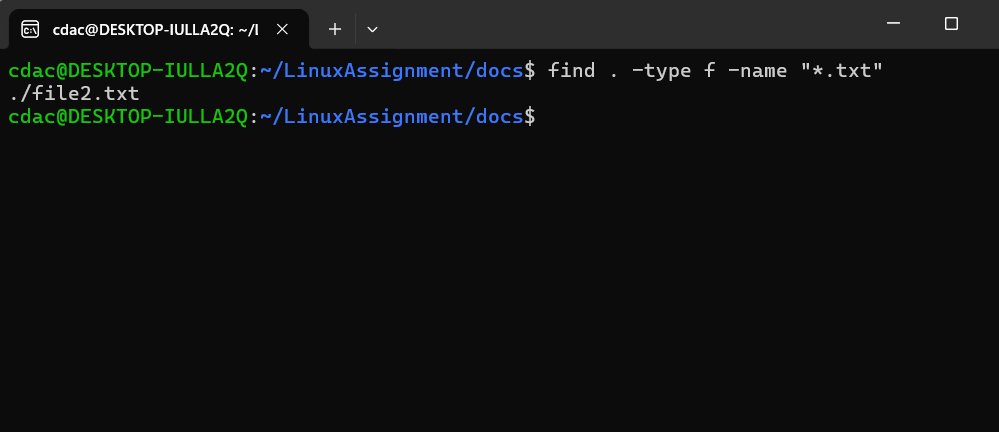 cdac@DESKTOP-IULLA2Q: ~/l
cdac@DESKTOP-IULLA2Q:~/LinuxAssignment/docs$ find . -type f -name "*.txt"
./file2.txt
cdac@DESKTOP-IULLA2Q:~/LinuxAssignment/docs$